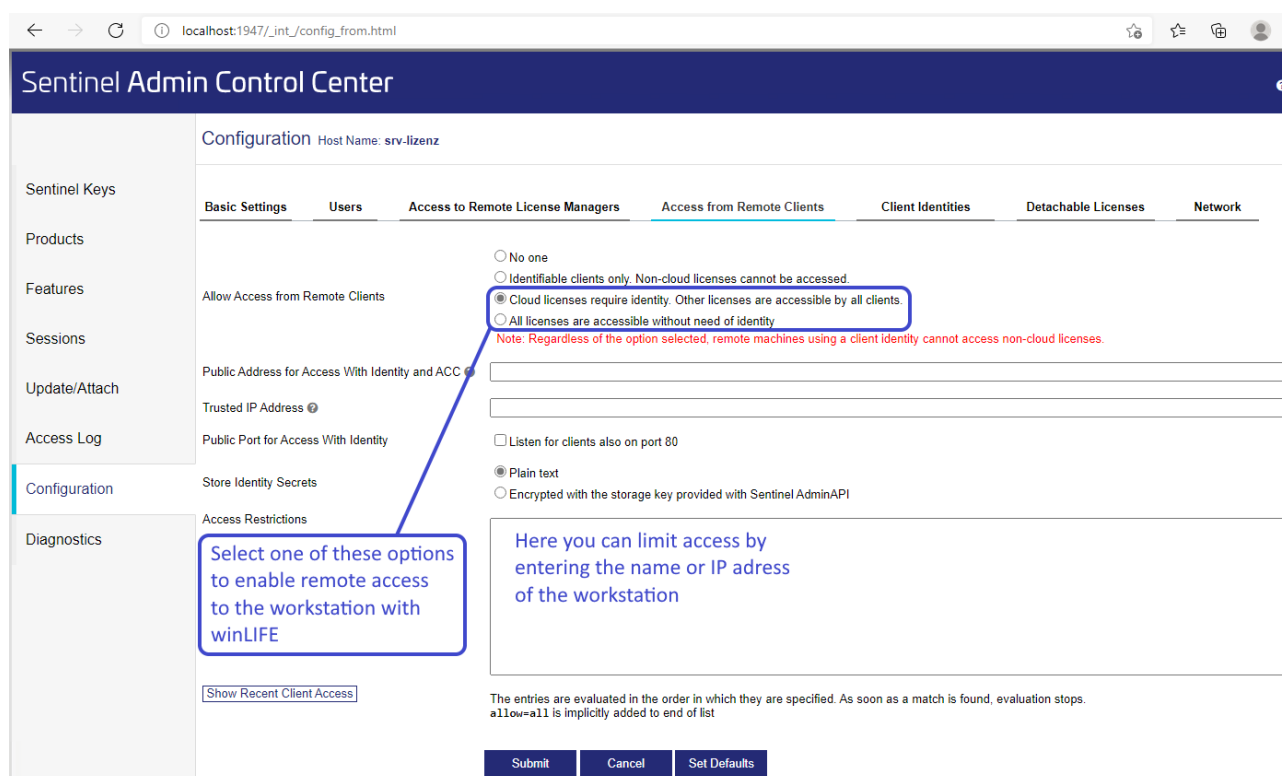 localhost:1947/_int_/config_from.html
Sentinel Admin Control Center
Configuration Host Name: srv-lizenz
Sentinel Keys
Products
Features
Sessions
Update/Attach
Access Log
Configuration
Diagnostics
Basic Settings Users Access to Remote License Managers Access from Remote Clients Client Identities Detachable Licenses Network
Allow Access from Remote Clients
No one
Identifiable clients only. Non-cloud licenses cannot be accessed.
Cloud licenses require identity. Other licenses are accessible by all clients.
All licenses are accessible without need of identity
Note: Regardless of the option selected, remote machines using a client identity cannot access non-cloud licenses.
Public Address for Access With Identity and ACC
Trusted IP Address
Public Port for Access With Identity
Listen for clients also on port 80
Store Identity Secrets
Plain text
Encrypted with the storage key provided with Sentinel AdminAPI
Access Restrictions
Select one of these options
to enable remote access
to the workstation with
winLIFE
Here you can limit access by
entering the name or IP adress
of the workstation
Show Recent Client Access
The entries are evaluated in the order in which they are specified. As soon as a match is found, evaluation stops.
allow=all is implicitly added to end of list
Submit Cancel Set Defaults